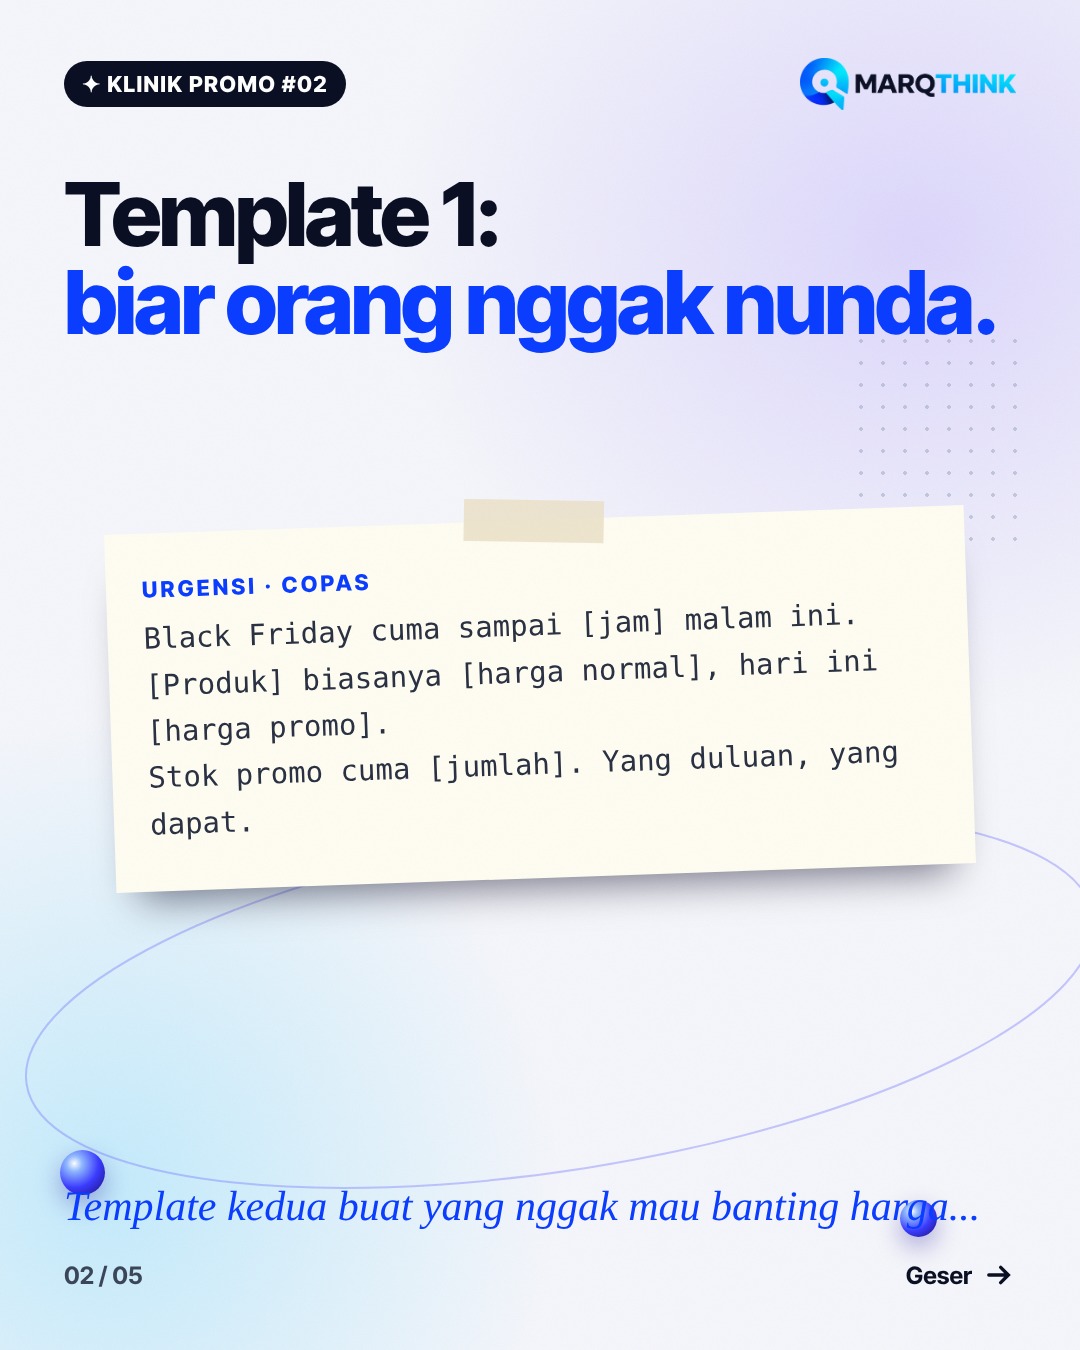 ✦ KLINIK PROMO #02
MARQTHINK
Template 1:
biar orang nggak nunda.
URGENSI · COPAS
Black Friday cuma sampai [jam] malam ini.
[Produk] biasanya [harga normal], hari ini
[harga promo].
Stok promo cuma [jumlah]. Yang duluan, yang
dapat.
Template kedua buat yang nggak mau banting harga...
02 / 05
Geser →